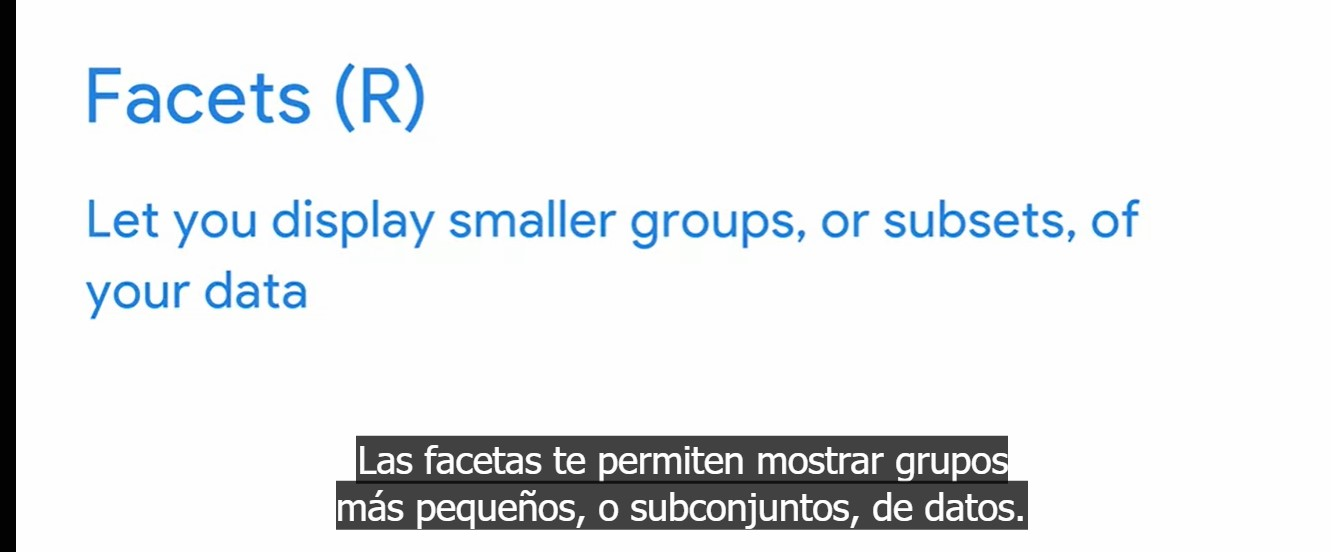 Facets (R)
Let you display smaller groups, or subsets, of
your data
Las facetas te permiten mostrar grupos
más pequeños, o subconjuntos, de datos.